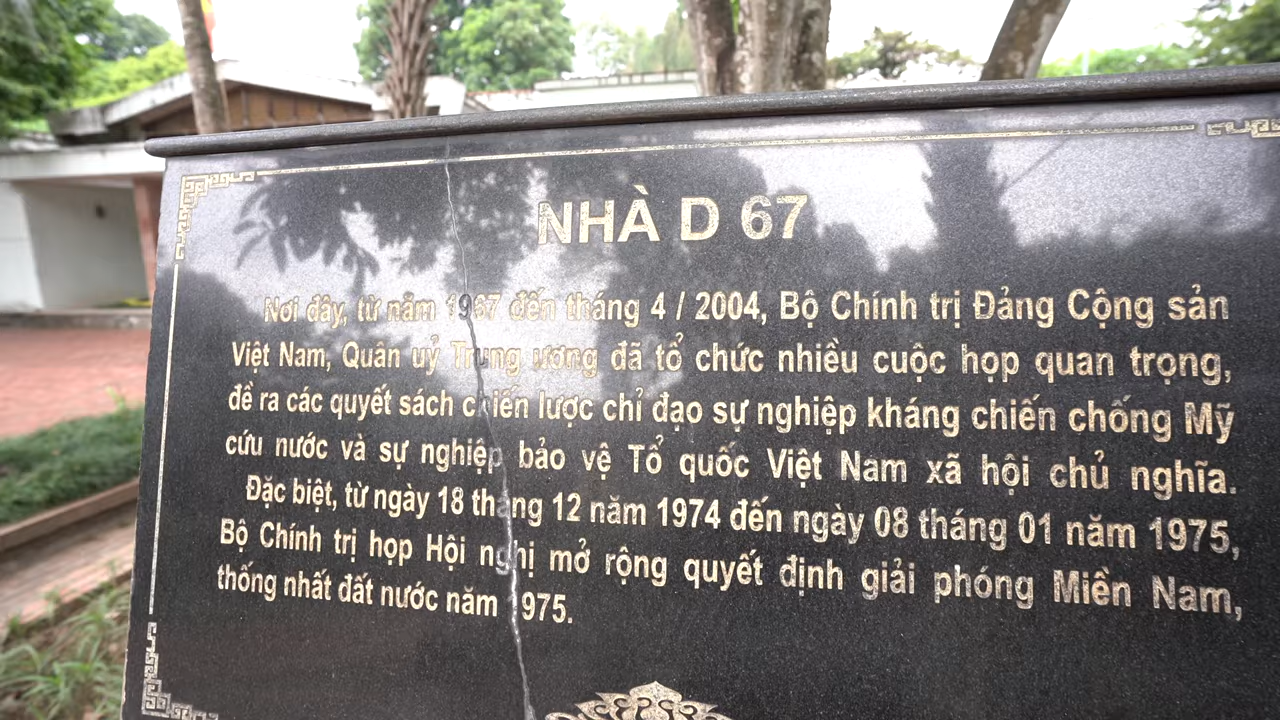 NHÀ D 67
Nơi đây, từ năm 1967 đến tháng 4 / 2004, Bộ Chính trị Đảng Cộng sản
Việt Nam, Quân uỷ Trung ương đã tổ chức nhiều cuộc họp quan trọng,
đề ra các quyết sách chiến lược chỉ đạo sự nghiệp kháng chiến chống Mỹ
cứu nước và sự nghiệp bảo vệ Tổ quốc Việt Nam xã hội chủ nghĩa.
Đặc biệt, từ ngày 18 tháng 12 năm 1974 đến ngày 08 tháng 01 năm 1975,
Bộ Chính trị họp Hội nghị mở rộng quyết định giải phóng Miền Nam,
thống nhất đất nước năm 1975.